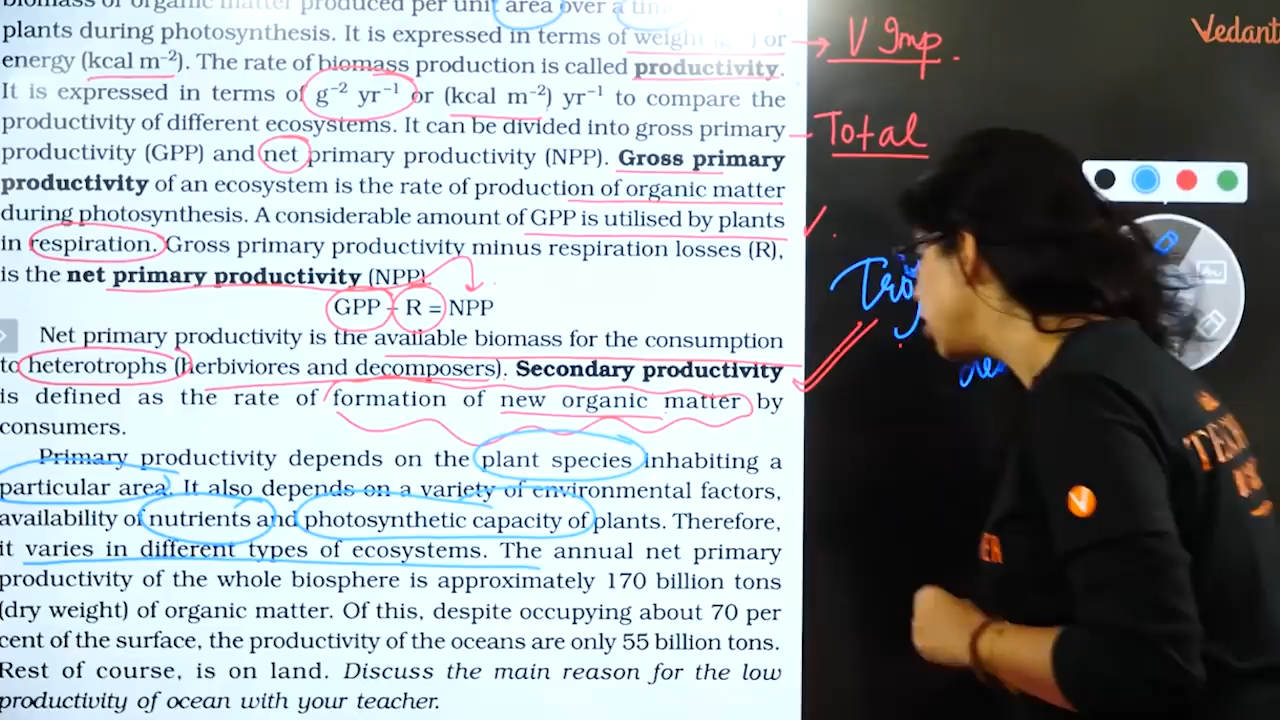 biomass or organic matter produced per unit area over a
plants during photosynthesis. It is expressed in terms of weight or
energy (kcal m⁻²). The rate of biomass production is called productivity.
It is expressed in terms of g⁻² yr⁻¹ or (kcal m⁻²) yr⁻¹ to compare the
productivity of different ecosystems. It can be divided into gross primary
productivity (GPP) and net primary productivity (NPP). Gross primary
productivity of an ecosystem is the rate of production of organic matter
during photosynthesis. A considerable amount of GPP is utilised by plants
in respiration. Gross primary productivity minus respiration losses (R),
is the net primary productivity (NPP).
GPP – R = NPP
Net primary productivity is the available biomass for the consumption
to heterotrophs (herbiviores and decomposers). Secondary productivity
is defined as the rate of formation of new organic matter by
consumers.
Primary productivity depends on the plant species inhabiting a
particular area. It also depends on a variety of environmental factors,
availability of nutrients and photosynthetic capacity of plants. Therefore,
it varies in different types of ecosystems. The annual net primary
productivity of the whole biosphere is approximately 170 billion tons
(dry weight) of organic matter. Of this, despite occupying about 70 per
cent of the surface, the productivity of the oceans are only 55 billion tons.
Rest of course, is on land. Discuss the main reason for the low
productivity of ocean with your teacher.
V Imp.
Total
Vedant